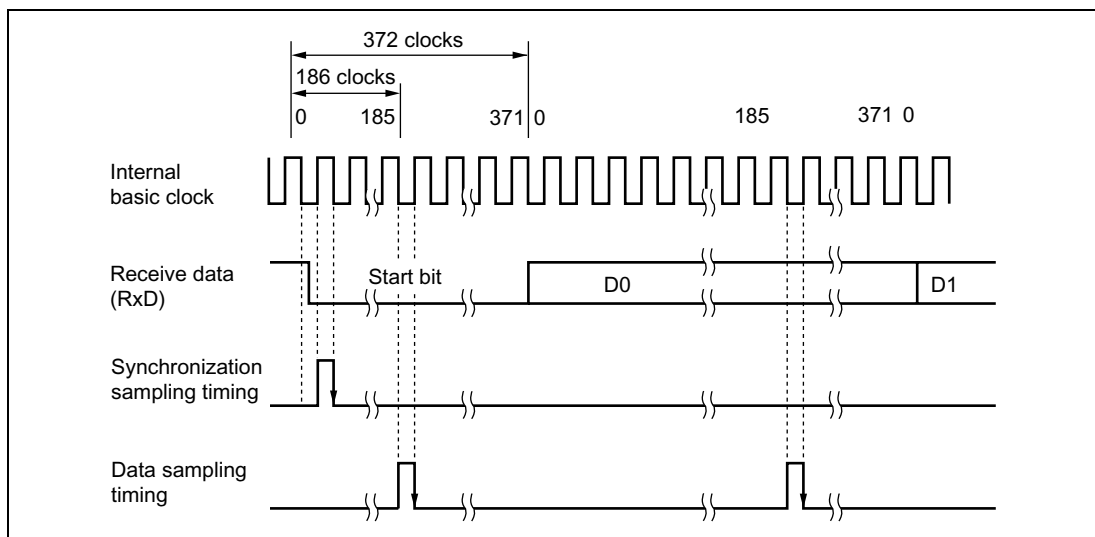 372 clocks
186 clocks
0 185 371 0 185 371 0
Internal
basic clock
Receive data
(RxD)
Start bit D0 D1
Synchronization
sampling timing
Data sampling
timing